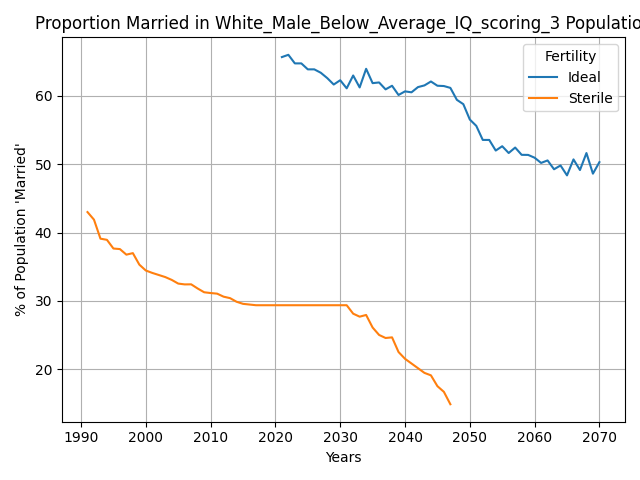 Proportion Married in White_Male_Below_Average_IQ_scoring_3 Populatio
% of Population 'Married'
Fertility
Ideal
Sterile
60
50
40
30
20
1990 2000 2010 2020 2030 2040 2050 2060 2070
Years